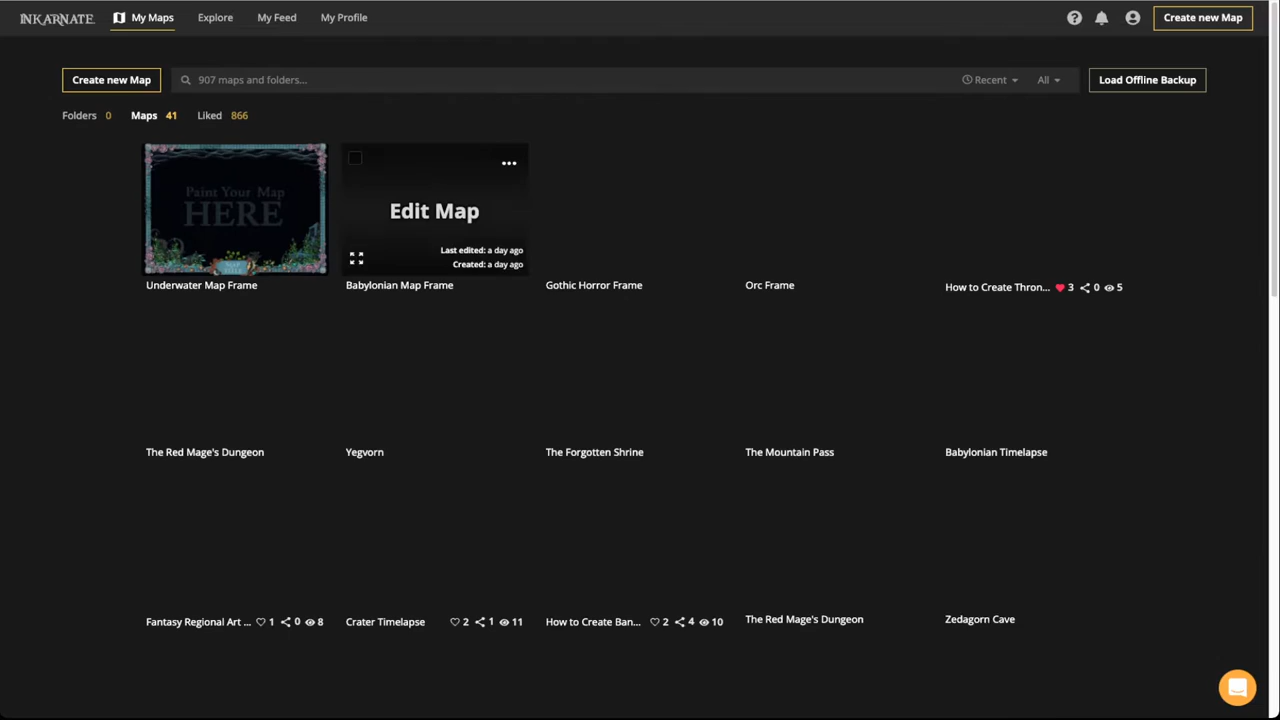 INKARNATE My Maps Explore My Feed My Profile ? Create new Map
Create new Map 907 maps and folders... Recent All Load Offline Backup
Folders 0 Maps 41 Liked 866
Paint Your Map
HERE
Edit Map
Last edited: a day ago
Created: a day ago
Underwater Map Frame Babylonian Map Frame Gothic Horror Frame Orc Frame How to Create Thron... 3 0 5
The Red Mage's Dungeon Yegvorn The Forgotten Shrine The Mountain Pass Babylonian Timelapse
Fantasy Regional Art ... 1 0 8 Crater Timelapse 2 1 11 How to Create Ban... 2 4 10 The Red Mage's Dungeon Zedagorn Cave